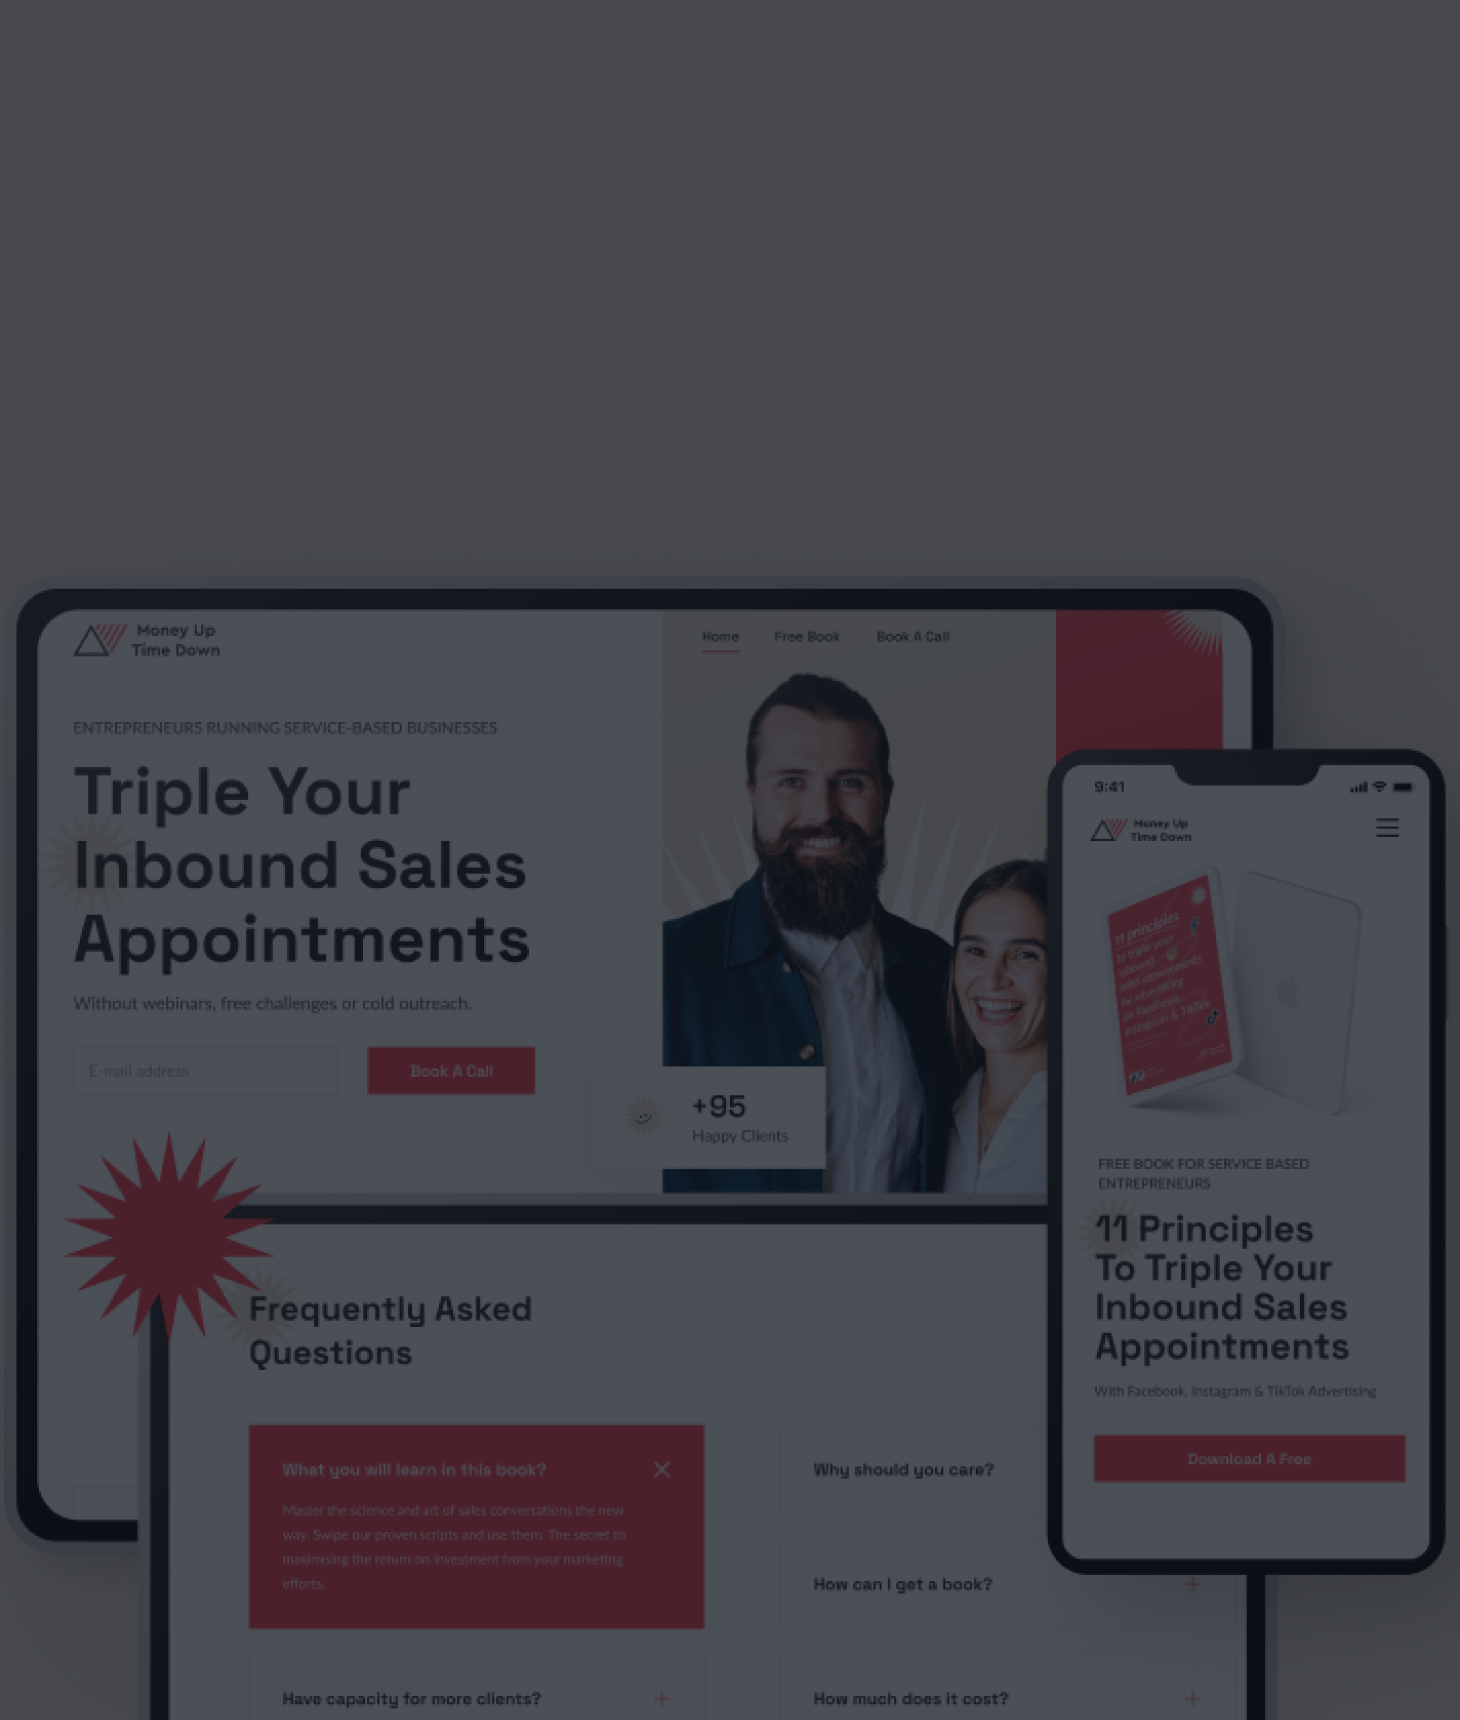 Money Up
Time Down
Home
Free Book
Book A Call
ENTREPRENEURS RUNNING SERVICE-BASED BUSINESSES
Triple Your
Inbound Sales
Appointments
Without webinars, free challenges or cold outreach.
E-mail address
Book A Call
+95
Happy Clients
Frequently Asked
Questions
What you will learn in this book?
Master the science and art of sales conversations the new
way. Swipe our proven scripts and use them. The secret to
maximising the return on investment from your marketing
efforts.
Have capacity for more clients?
Why should you care?
How can I get a book?
How much does it cost?
9:41
Money Up
Time Down
11 principles
to triple your
inbound
sales appointments
by advertising
on Facebook,
Instagram & TikTok
FREE BOOK FOR SERVICE BASED
ENTREPRENEURS
11 Principles
To Triple Your
Inbound Sales
Appointments
With Facebook, Instagram & TikTok Advertising
Download A Free